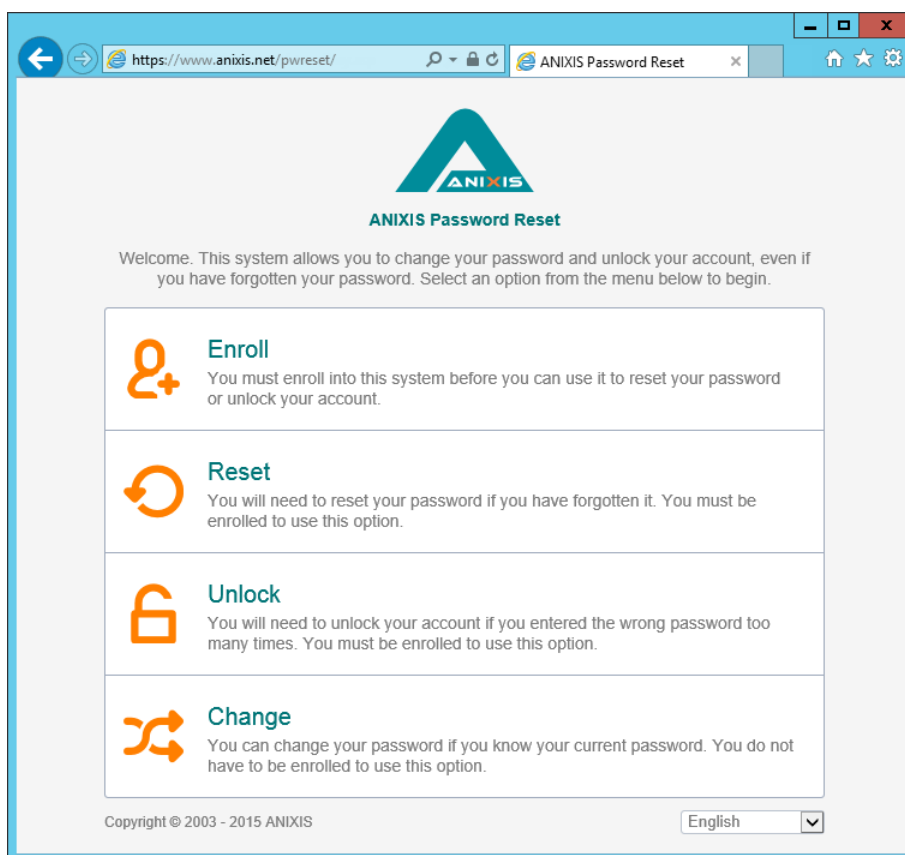 https://www.anixis.net/pwreset/
ANIXIS Password Reset
ANIXIS
ANIXIS Password Reset
Welcome. This system allows you to change your password and unlock your account, even if
you have forgotten your password. Select an option from the menu below to begin.
Enroll
You must enroll into this system before you can use it to reset your password
or unlock your account.
Reset
You will need to reset your password if you have forgotten it. You must be
enrolled to use this option.
Unlock
You will need to unlock your account if you entered the wrong password too
many times. You must be enrolled to use this option.
Change
You can change your password if you know your current password. You do not
have to be enrolled to use this option.
Copyright © 2003 - 2015 ANIXIS
English